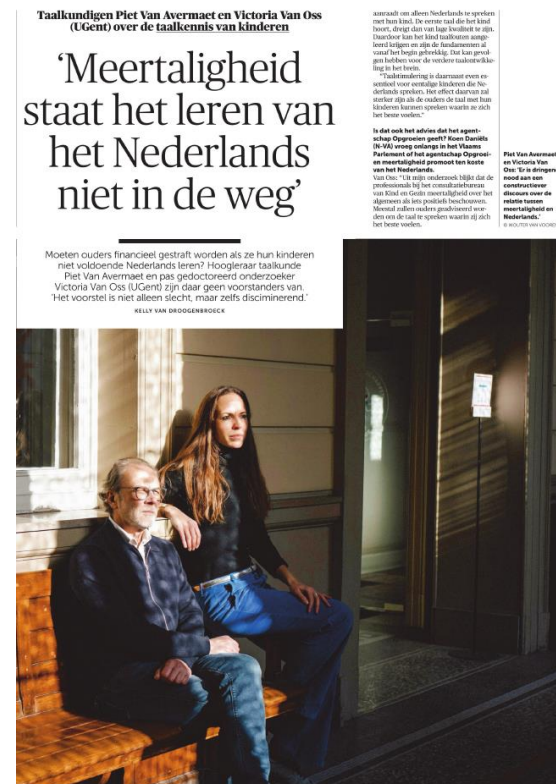 Taalkundigen Piet Van Avermaet en Victoria Van Oss
(UGent) over de taalkennis van kinderen
‘Meertaligheid
staat het leren van
het Nederlands
niet in de weg’
Moeten ouders financieel gestraft worden als ze hun kinderen
niet voldoende Nederlands leren? Hoogleraar taalkunde
Piet Van Avermaet en pas gedoctoreerd onderzoeker
Victoria Van Oss (UGent) zijn daar geen voorstanders van.
‘Het voorstel is niet alleen slecht, maar zelfs discriminerend.’
KELLY VAN DROOGENBROECK
aanraadt om alleen Nederlands te spreken
met hun kind. De eerste taal die het kind
hoort, dreigt dan van lage kwaliteit te zijn.
Daardoor kan het kind taalfouten aange-
leerd krijgen en zijn de fundamenten al
vanaf het begin gebrekkig. Dat kan gevol-
gen hebben voor de verdere taalontwikke-
ling in het brein.
“Taalstimulering is daarnaast even es-
sentieel voor eentalige kinderen die Ne-
derlands spreken. Het effect daarvan zal
sterker zijn als de ouders de taal met hun
kinderen kunnen spreken waarin ze zich
het beste voelen.”
Is dat ook het advies dat het agent-
schap Opgroeien geeft? Koen Daniëls
(N-VA) vroeg onlangs in het Vlaams
Parlement of het agentschap Opgroei-
en meertaligheid promoot ten koste
van het Nederlands.
Van Oss: “Uit mijn onderzoek blijkt dat de
professionals bij het consultatiebureau
van Kind en Gezin meertaligheid over het
algemeen als iets positiefs beschouwen.
Meestal zullen ouders geadviseerd wor-
den om de taal te spreken waarin zij zich
het beste voelen.
Piet Van Avermaet
en Victoria Van
Oss: ‘Er is dringend
nood aan een
constructiever
discours over de
relatie tussen
meertaligheid en
Nederlands.’
© WOUTER VAN VOOREN